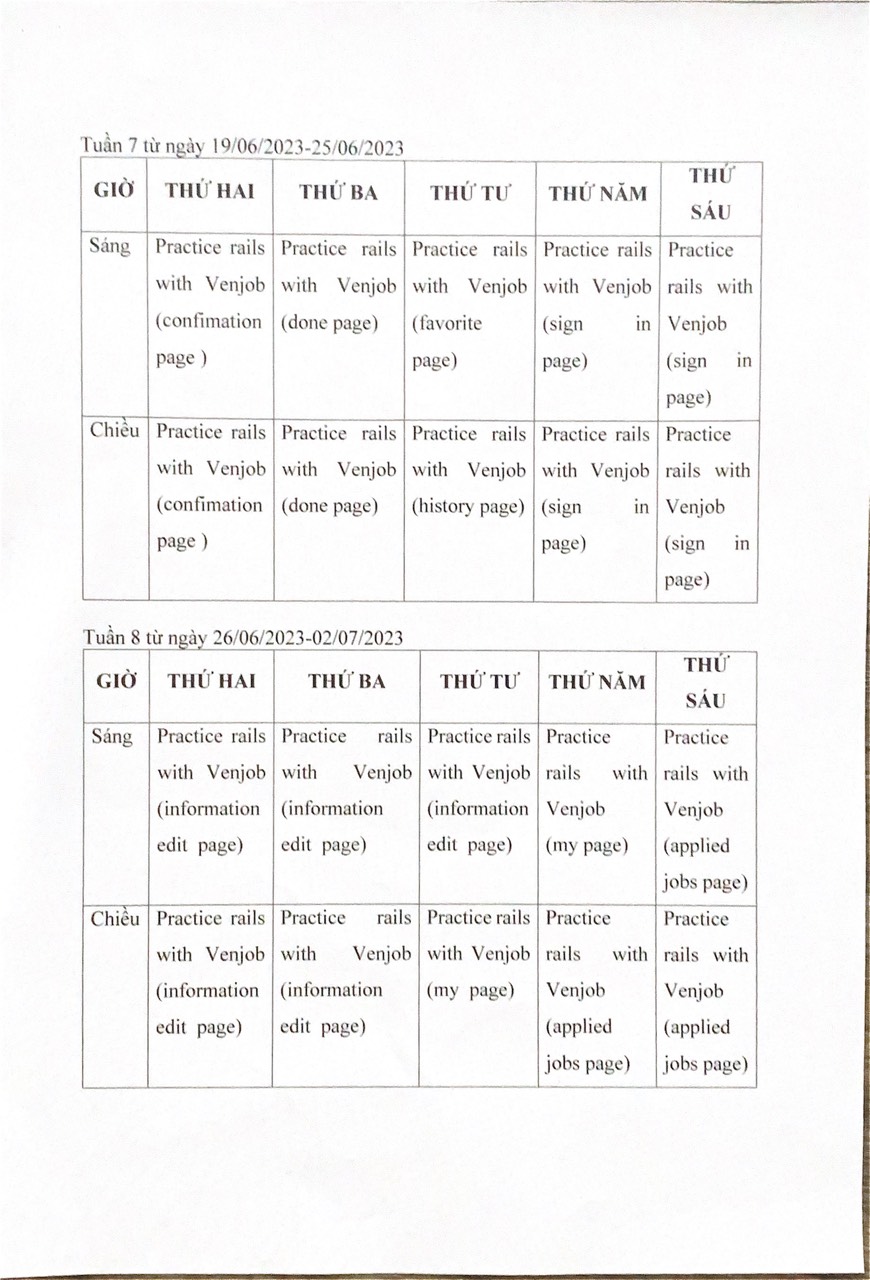 Tuần 7 từ ngày 19/06/2023-25/06/2023
GIỜ THỨ HAI THỨ BA THỨ TƯ THỨ NĂM THỨ SÁU
Sáng
Practice rails
with Venjob
(confimation
page )
Practice rails
with Venjob
(done page)
Practice rails
with Venjob
(favorite
page)
Practice rails
with Venjob
(sign in
page)
Practice
rails with
Venjob
(sign in
page)
Chiều
Practice rails
with Venjob
(confimation
page )
Practice rails
with Venjob
(done page)
Practice rails
with Venjob
(history page)
Practice rails
with Venjob
(sign in
page)
Practice
rails with
Venjob
(sign in
page)
Tuần 8 từ ngày 26/06/2023-02/07/2023
GIỜ THỨ HAI THỨ BA THỨ TƯ THỨ NĂM THỨ SÁU
Sáng
Practice rails
with Venjob
(information
edit page)
Practice rails
with Venjob
(information
edit page)
Practice rails
with Venjob
(information
edit page)
Practice
rails with
Venjob
(my page)
Practice
rails with
Venjob
(applied
jobs page)
Chiều
Practice rails
with Venjob
(information
edit page)
Practice rails
with Venjob
(information
edit page)
Practice rails
with Venjob
(my page)
Practice
rails with
Venjob
(applied
jobs page)
Practice
rails with
Venjob
(applied
jobs page)